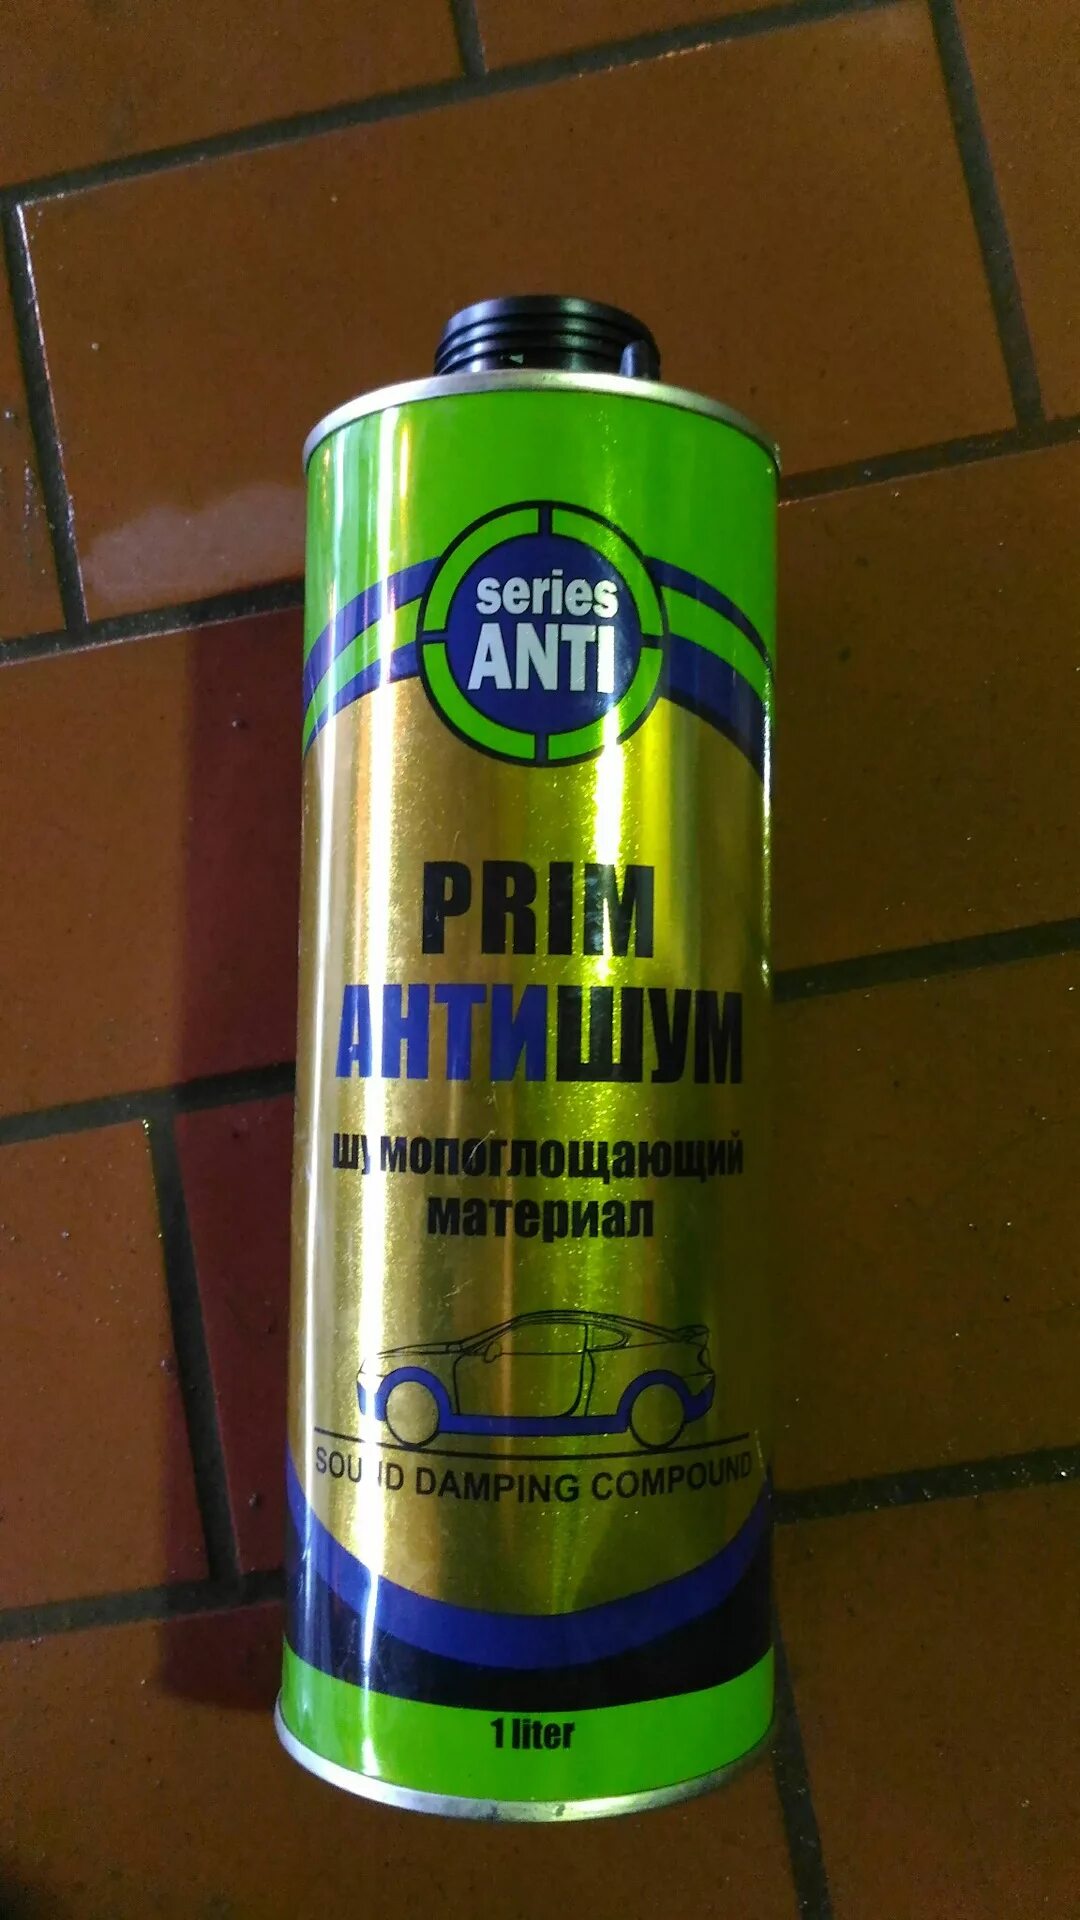 series
ANTI
PRIM
АНТИШУМ
шумопоглощающий
материал
SOUND DAMPING COMPOUND
1 liter